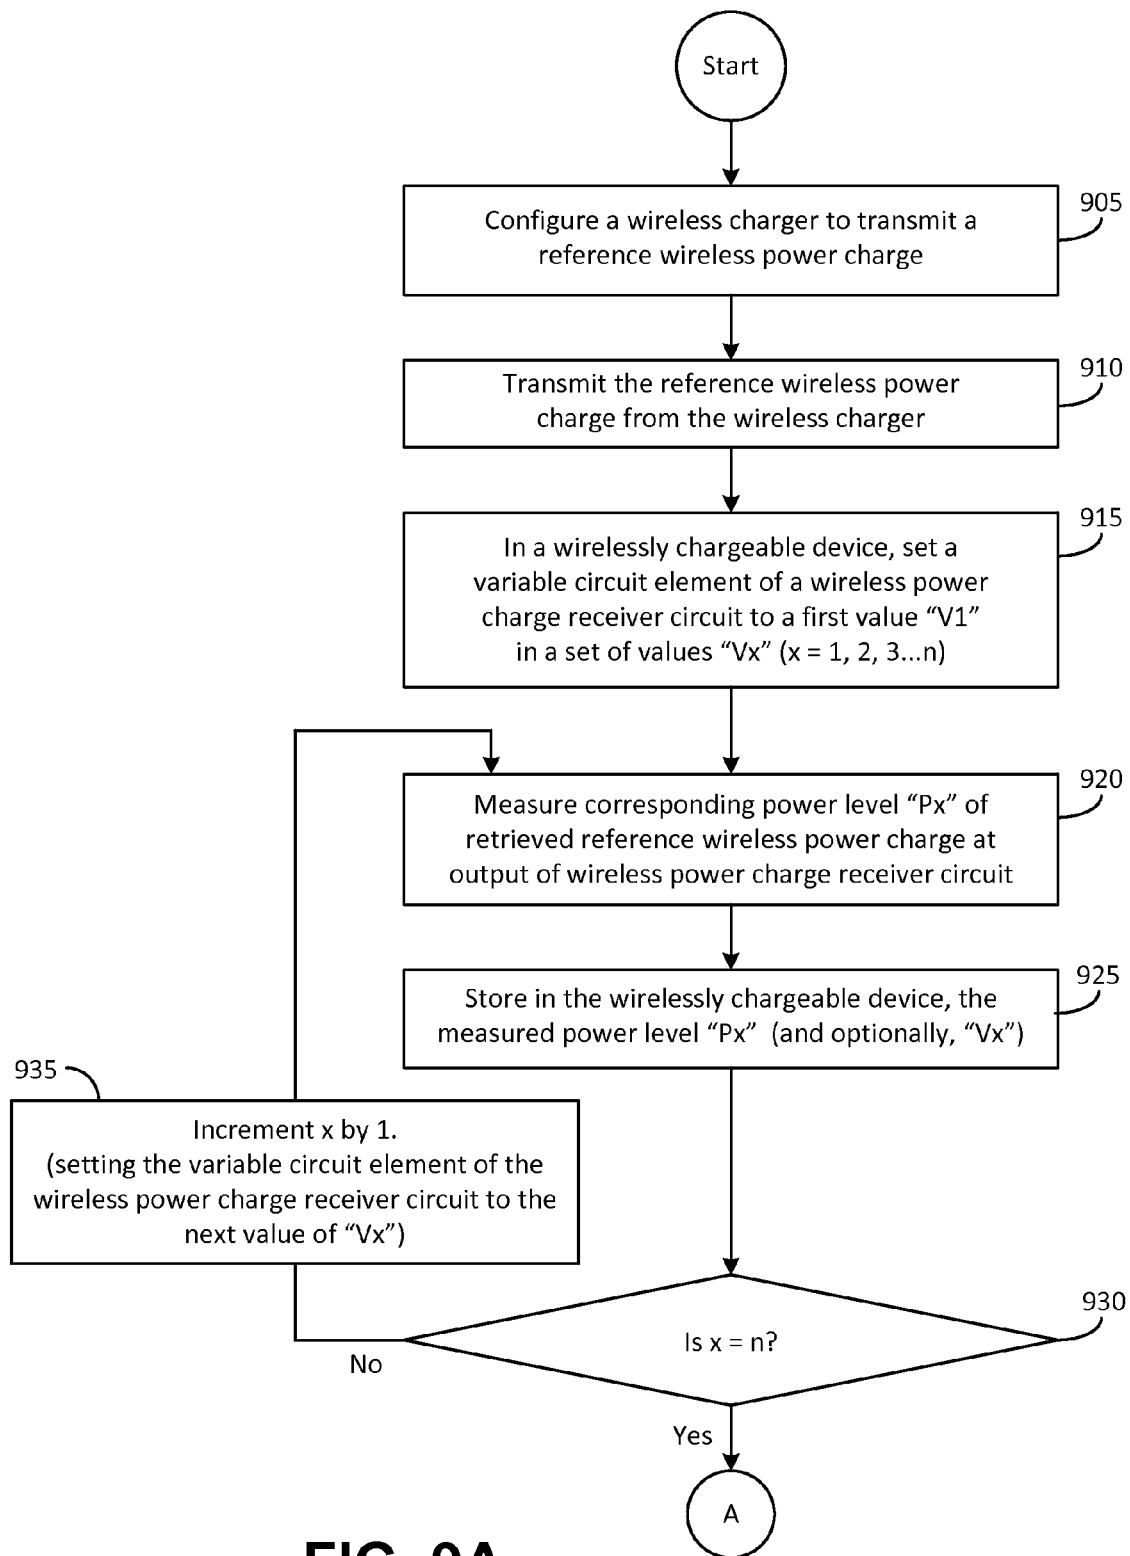 Start
905
Configure a wireless charger to transmit a
reference wireless power charge
910
Transmit the reference wireless power
charge from the wireless charger
915
In a wirelessly chargeable device, set a
variable circuit element of a wireless power
charge receiver circuit to a first value “V1”
in a set of values “Vx” (x = 1, 2, 3...n)
920
Measure corresponding power level “Px” of
retrieved reference wireless power charge at
output of wireless power charge receiver circuit
925
Store in the wirelessly chargeable device, the
measured power level “Px” (and optionally, “Vx”)
935
Increment x by 1.
(setting the variable circuit element of the
wireless power charge receiver circuit to the
next value of “Vx”)
930
Is x = n?
No
Yes
A
FIG. 9A